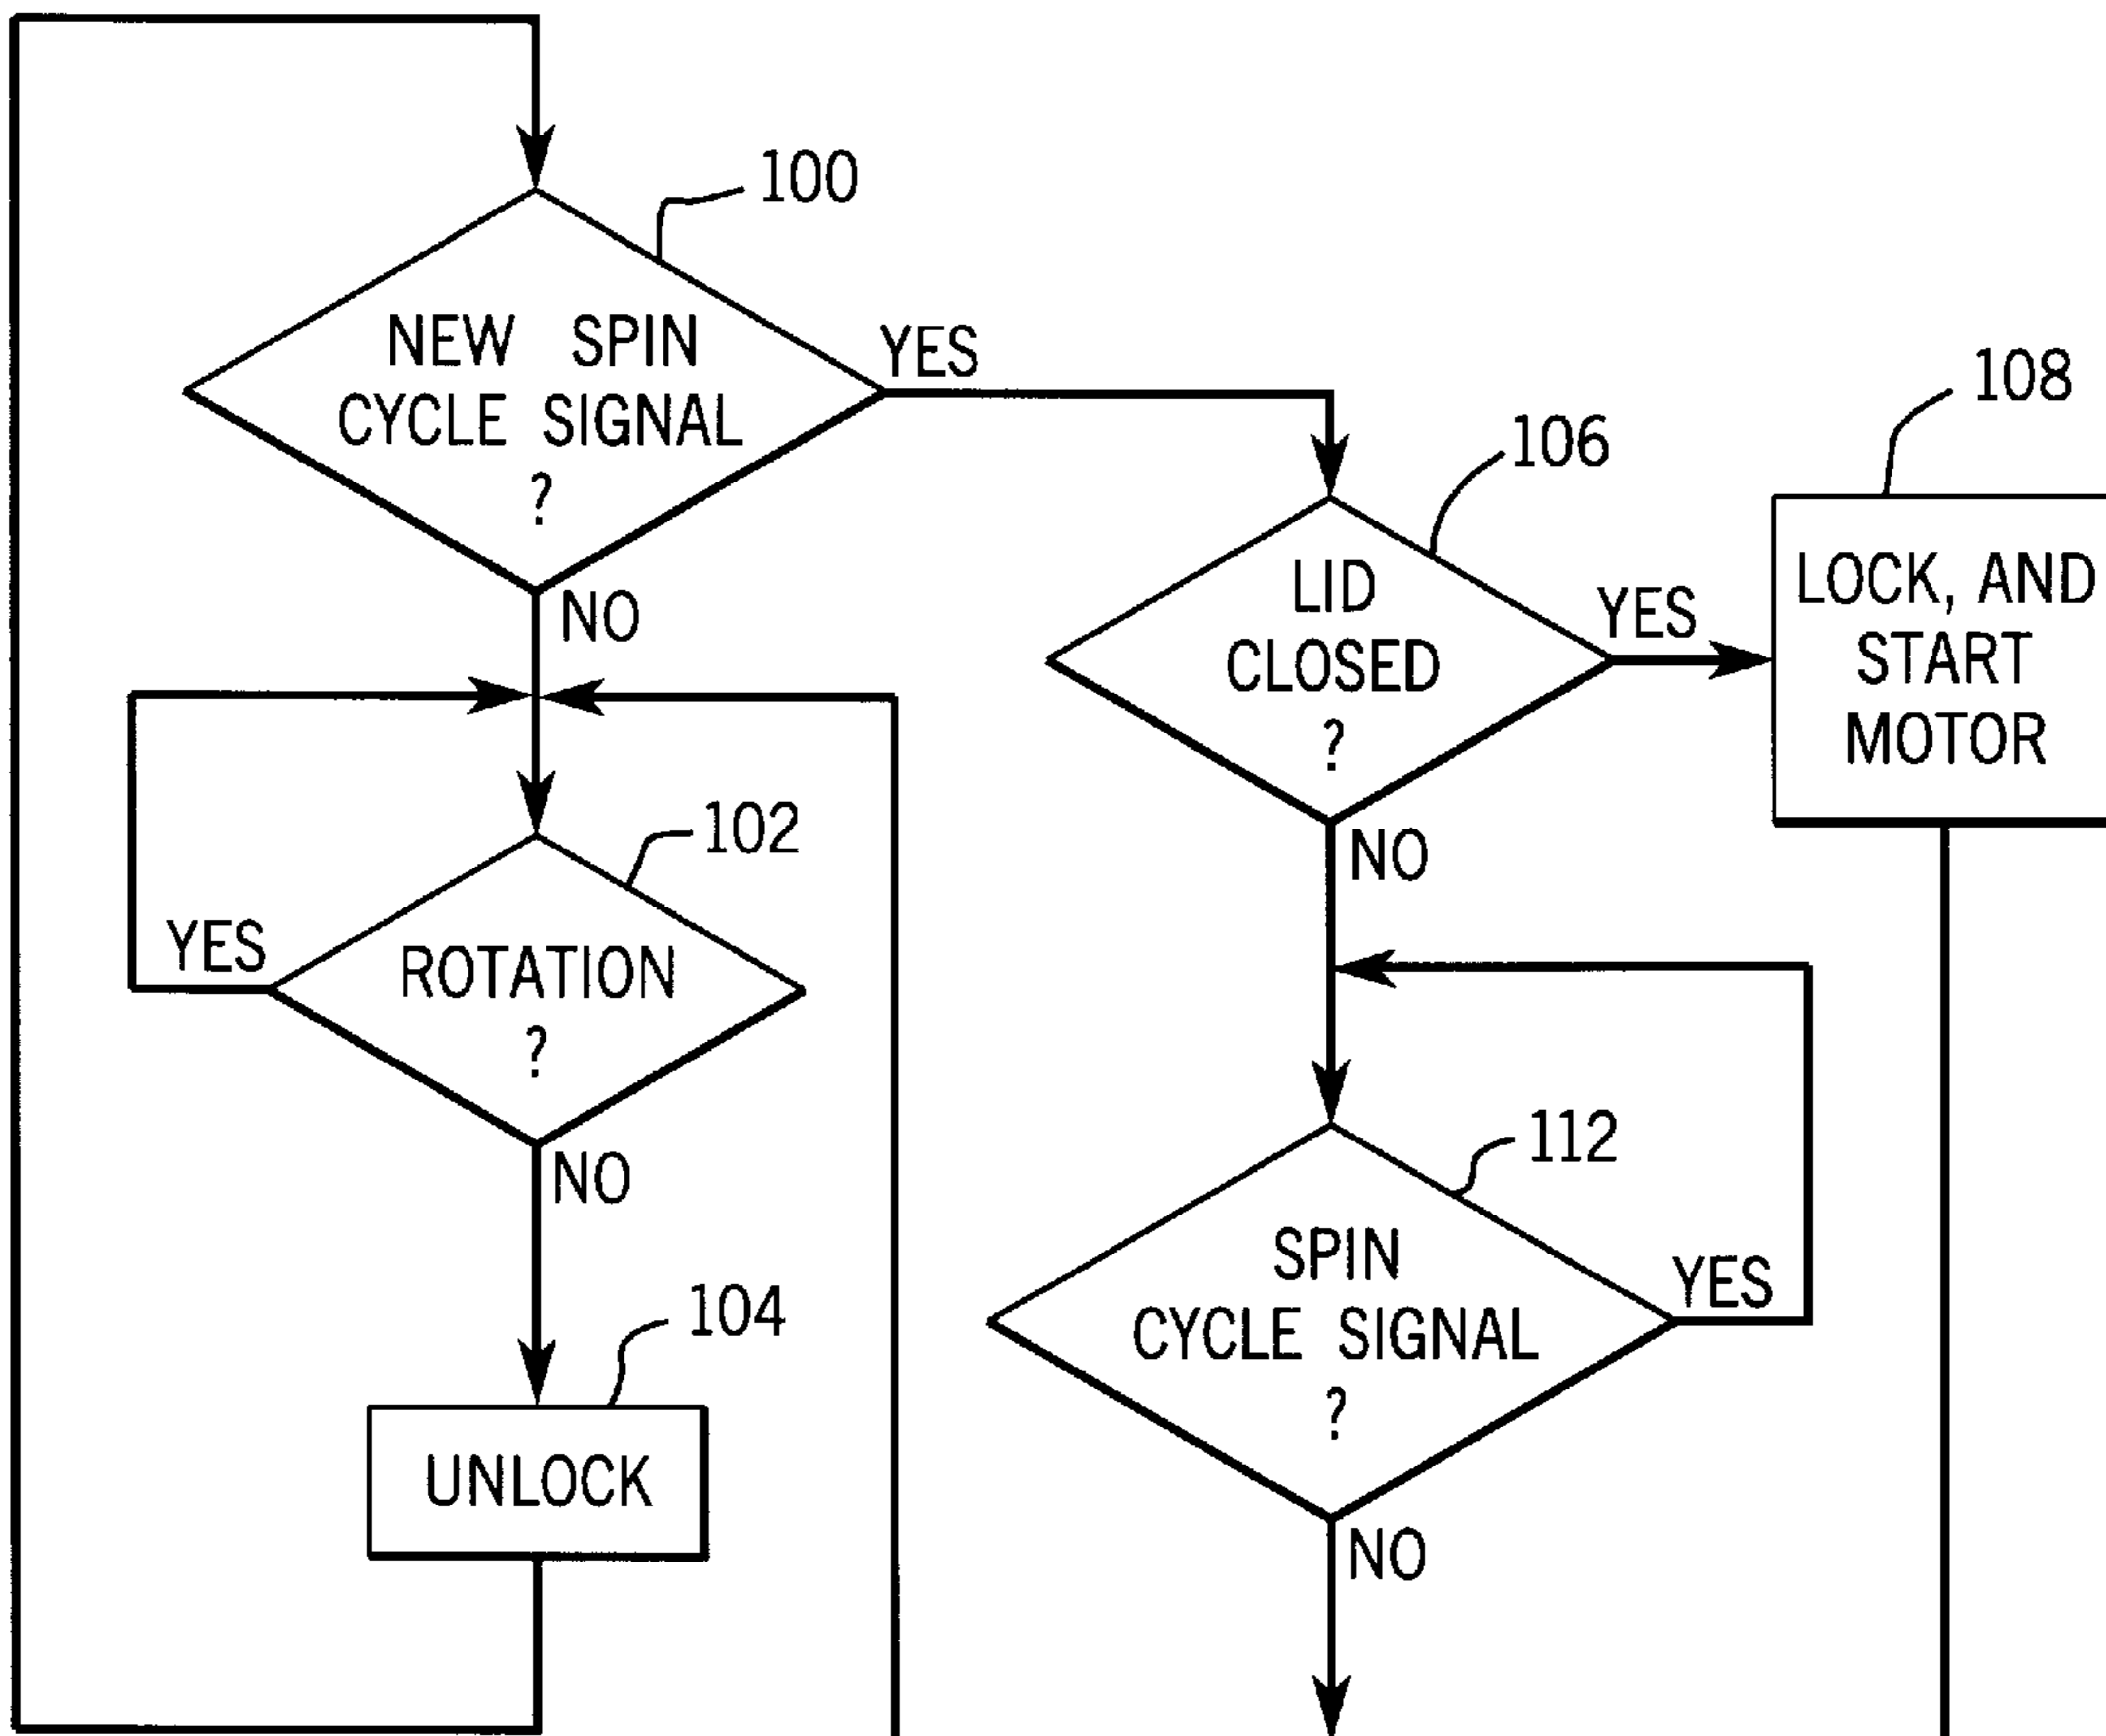 100
NEW SPIN
CYCLE SIGNAL
?
YES
NO
106
LID
CLOSED
?
YES
NO
108
LOCK, AND
START
MOTOR
102
ROTATION
?
YES
NO
104
UNLOCK
112
SPIN
CYCLE SIGNAL
?
YES
NO